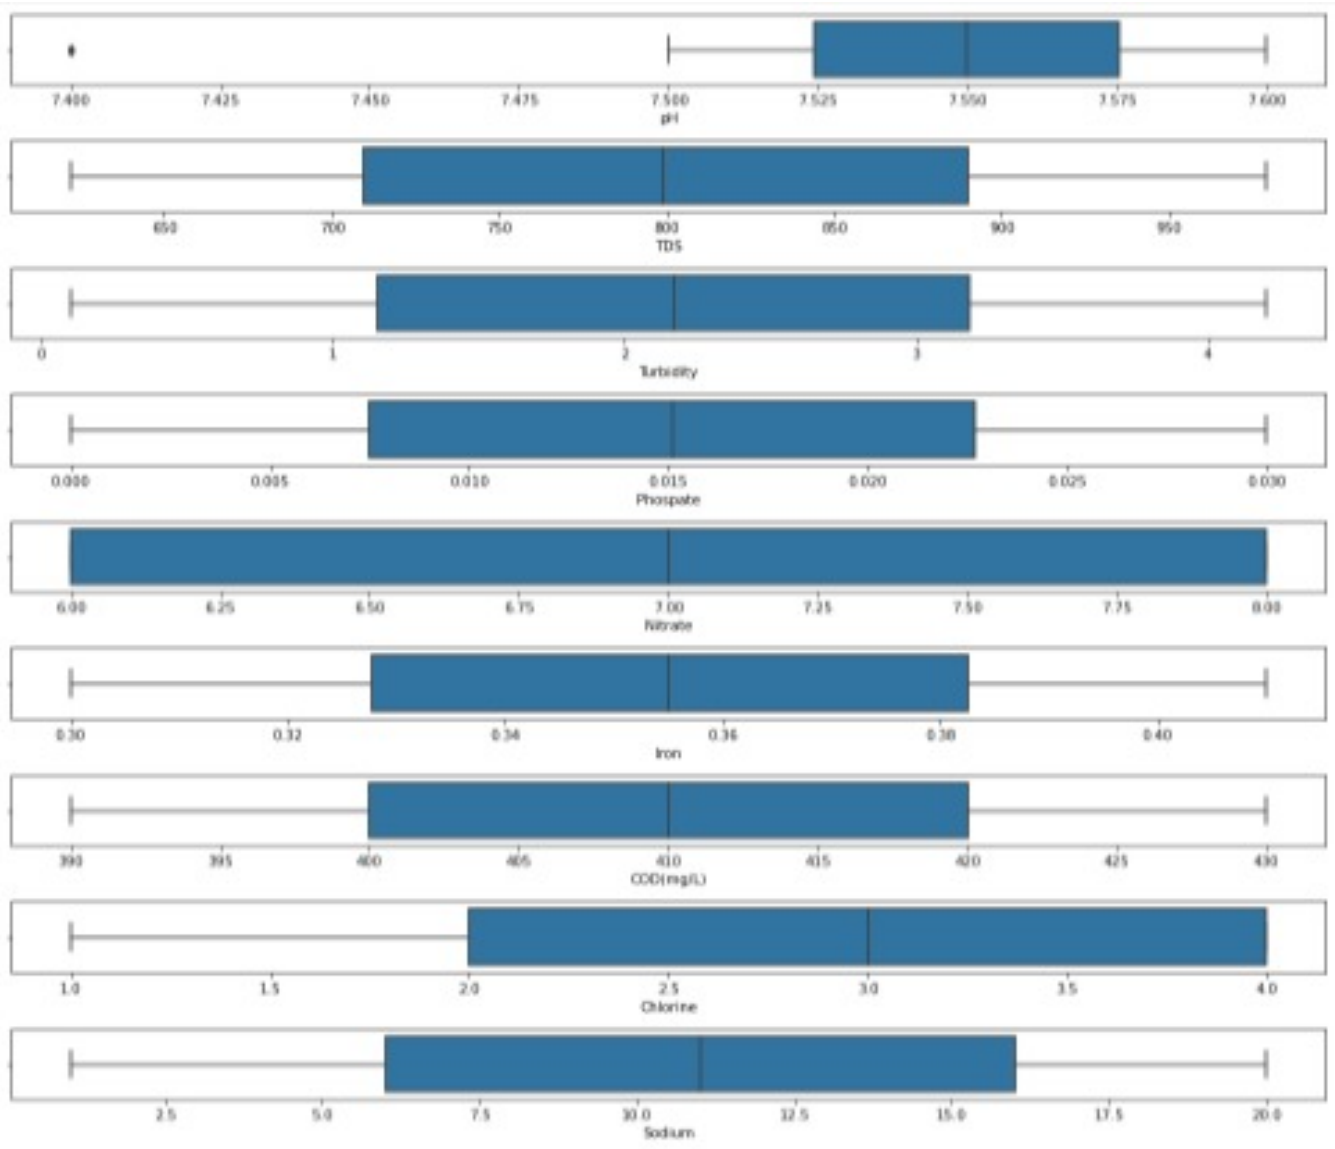 7.400 7.425 7.450 7.475 7.500 7.525 7.550 7.575 7.600
pH
650 700 750 800 850 900 950
TDS
0 1 2 3 4
Turbidity
0.000 0.005 0.010 0.015 0.020 0.025 0.030
Phospate
6.00 6.25 6.50 6.75 7.00 7.25 7.50 7.75 8.00
Nitrate
0.30 0.32 0.34 0.36 0.38 0.40
Iron
390 395 400 405 410 415 420 425 430
COD(mg/L)
1.0 1.5 2.0 2.5 3.0 3.5 4.0
Chlorine
2.5 5.0 7.5 10.0 12.5 15.0 17.5 20.0
Sodium